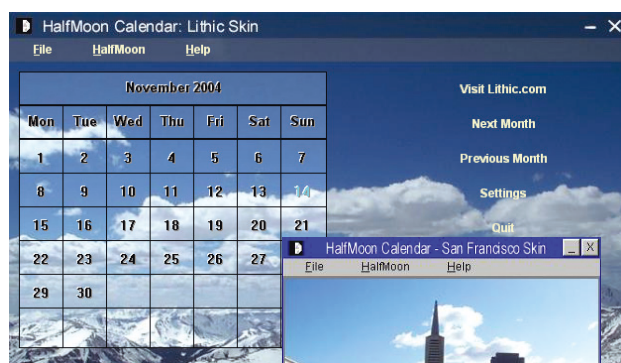 HalfMoon Calendar: Lithic Skin
File HalfMoon Help
November 2004
Mon Tue Wed Thu Fri Sat Sun
1 2 3 4 5 6 7
8 9 10 11 12 13 14
15 16 17 18 19 20 21
22 23 24 25 26 27
29 30
Visit Lithic.com
Next Month
Previous Month
Settings
Quit
HalfMoon Calendar - San Francisco Skin
File HalfMoon Help